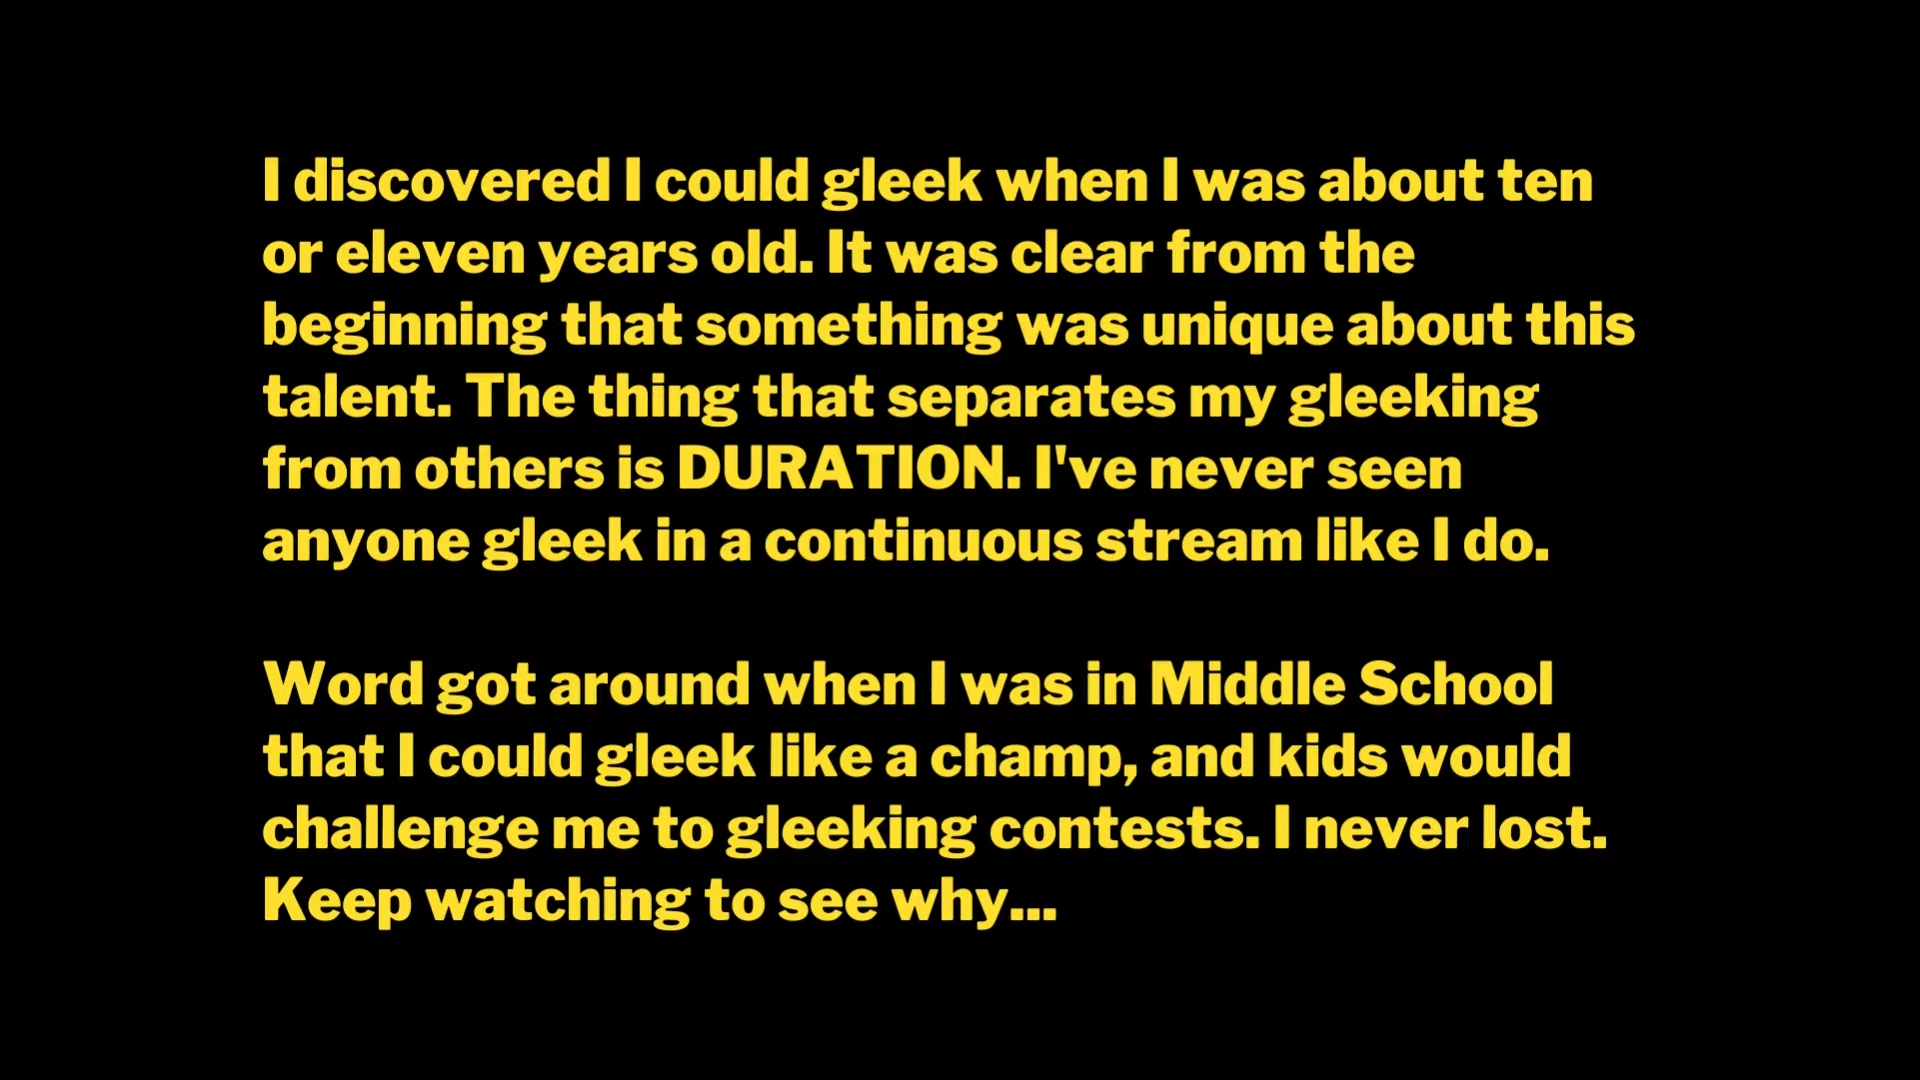 I discovered I could gleek when I was about ten
or eleven years old. It was clear from the
beginning that something was unique about this
talent. The thing that separates my gleeking
from others is DURATION. I've never seen
anyone gleek in a continuous stream like I do.
Word got around when I was in Middle School
that I could gleek like a champ, and kids would
challenge me to gleeking contests. I never lost.
Keep watching to see why...